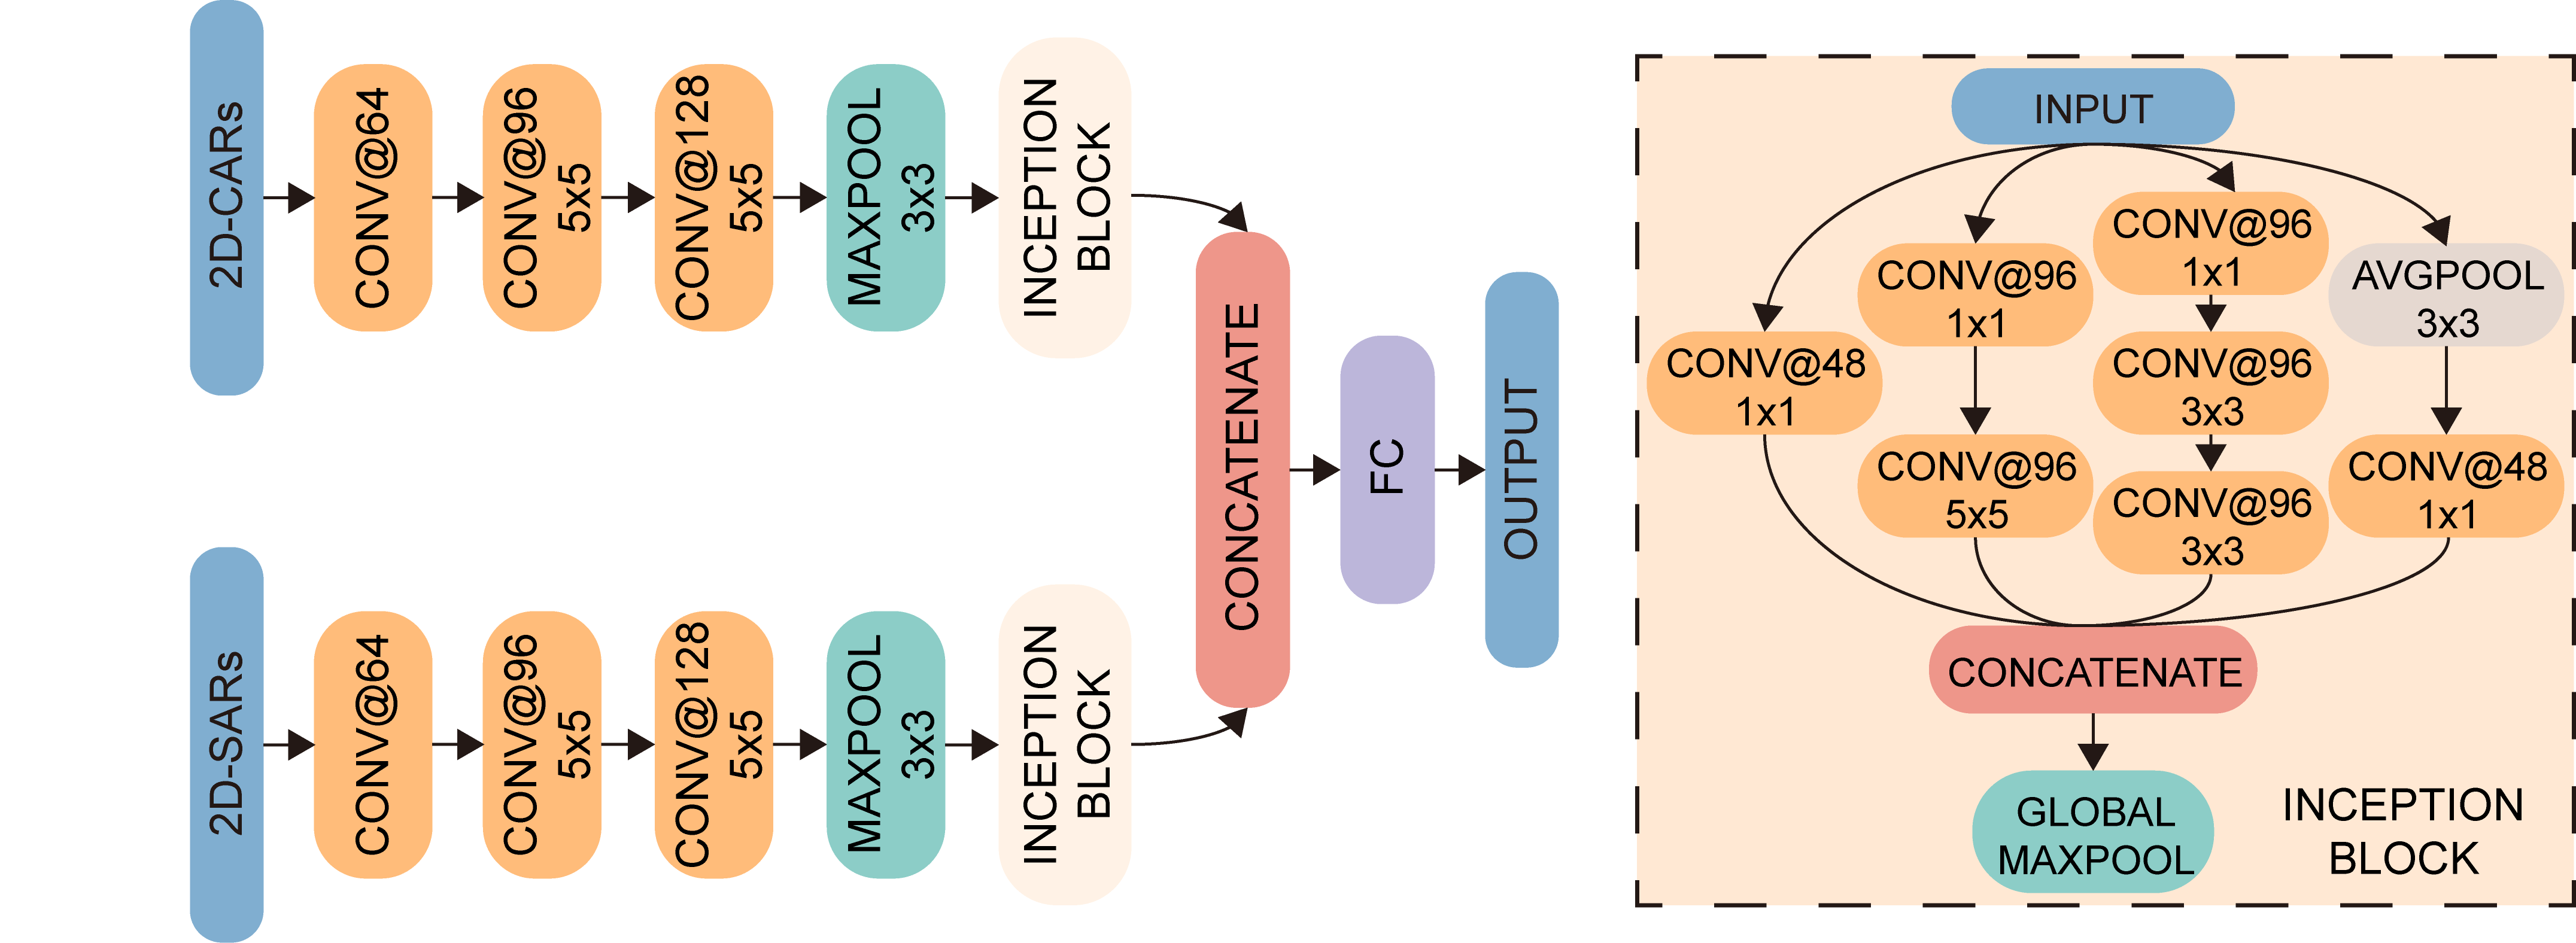 2D-CARs
CONV@64
CONV@96
5x5
CONV@128
5x5
MAXPOOL
3x3
INCEPTION
BLOCK
2D-SARs
CONV@64
CONV@96
5x5
CONV@128
5x5
MAXPOOL
3x3
INCEPTION
BLOCK
CONCATENATE
FC
OUTPUT
INPUT
CONV@48
1x1
CONV@96
1x1
CONV@96
5x5
CONV@96
1x1
CONV@96
3x3
CONV@96
3x3
AVGPOOL
3x3
CONV@48
1x1
CONCATENATE
GLOBAL
MAXPOOL
INCEPTION
BLOCK